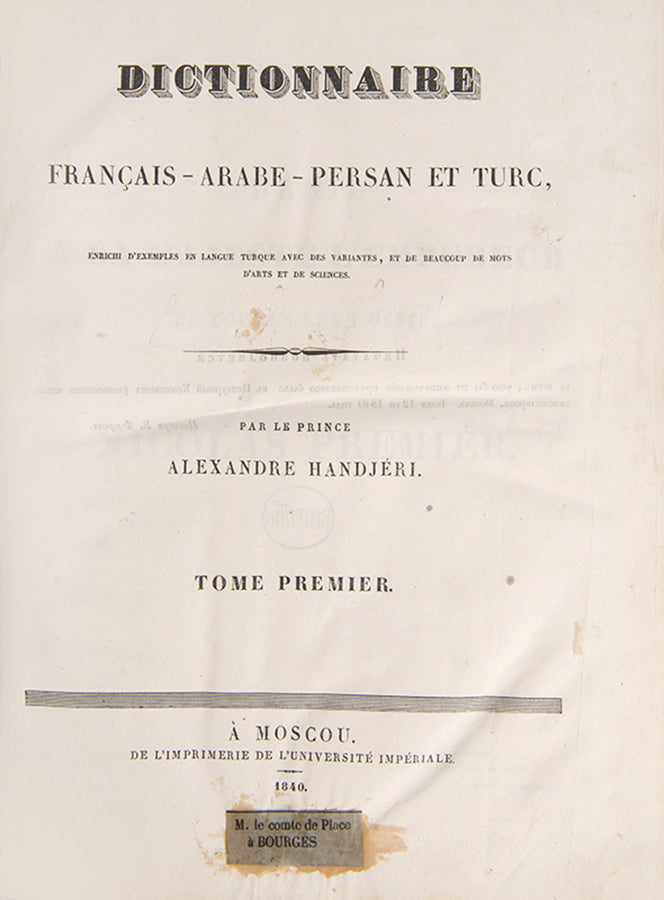 DICTIONNAIRE
FRANÇAIS - ARABE - PERSAN ET TURC,
ENRICHI D'EXEMPLES EN LANGUE TURQUE AVEC DES VARIANTES, ET DE BEAUCOUP DE MOTS
D'ARTS ET DE SCIENCES.
PAR LE PRINCE
ALEXANDRE HANDJÉRI.
TOME PREMIER.
À MOSCOU.
DE L'IMPRIMERIE DE L'UNIVERSITÉ IMPÉRIALE.
1840.
M. le comte de Place
à BOURGES